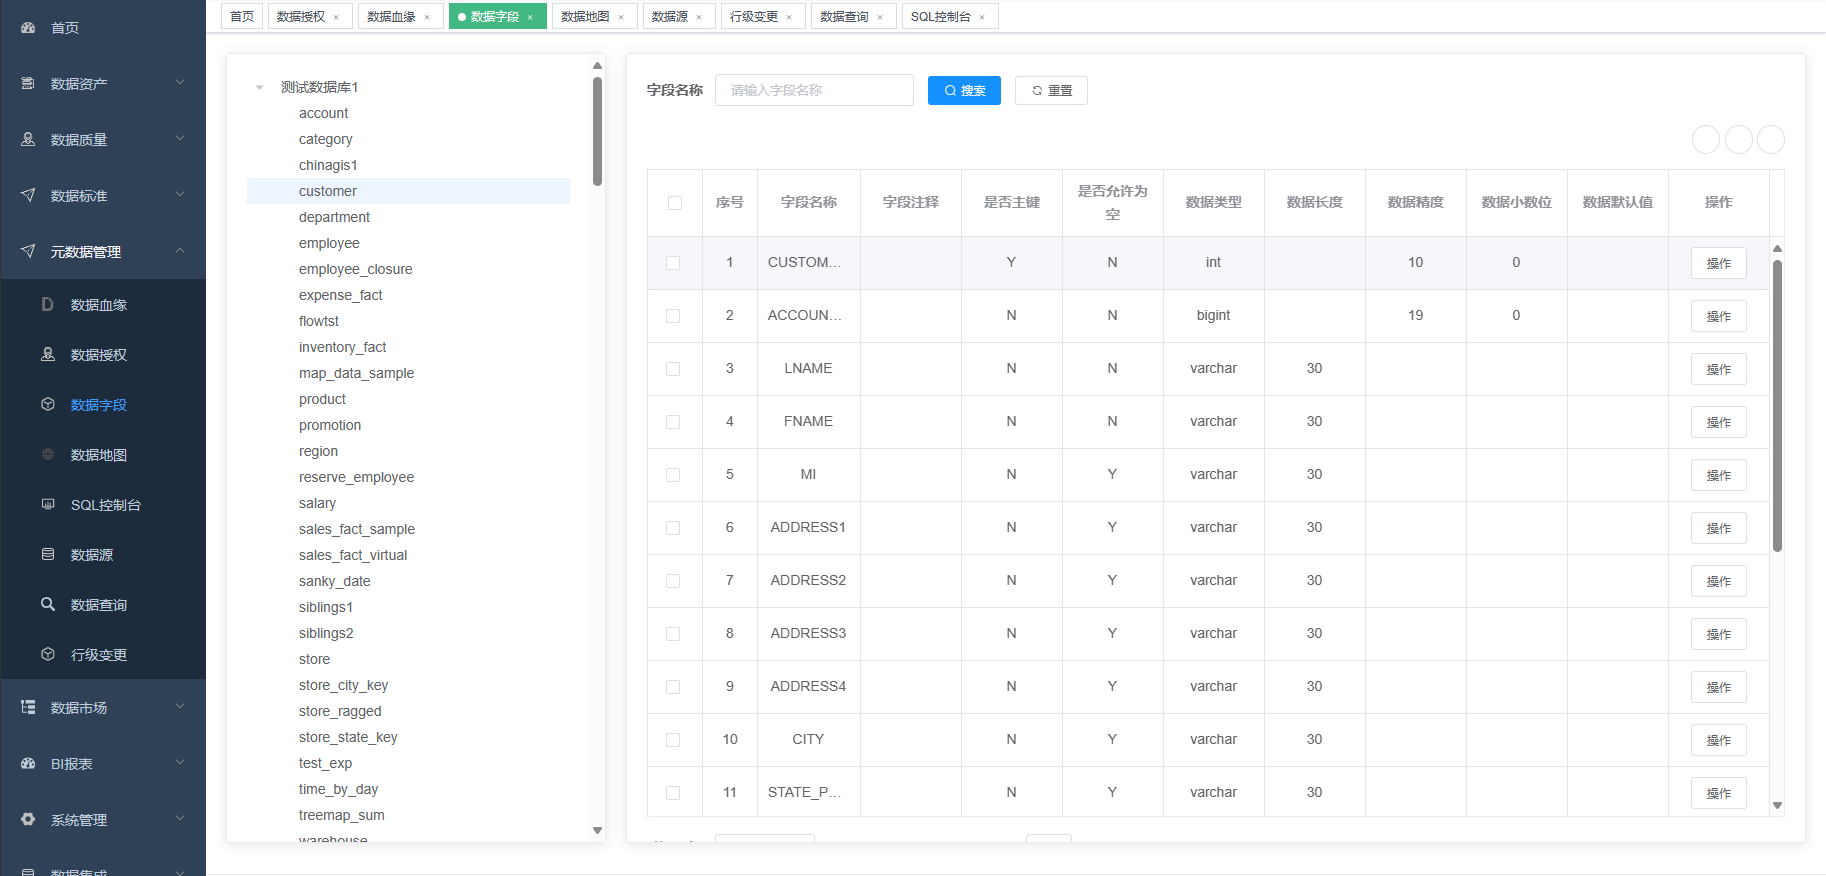 首页
数据资产
数据质量
数据标准
元数据管理
数据血缘
数据授权
数据字段
数据地图
SQL控制台
数据源
数据查询
行级变更
数据市场
BI报表
系统管理
数据集成
首页 数据授权 × 数据血缘 × 数据字段 × 数据地图 × 数据源 × 行级变更 × 数据查询 × SQL控制台 ×
测试数据库1
account
category
chinagis1
customer
department
employee
employee_closure
expense_fact
flowtst
inventory_fact
map_data_sample
product
promotion
region
reserve_employee
salary
sales_fact_sample
sales_fact_virtual
sanky_date
siblings1
siblings2
store
store_city_key
store_ragged
store_state_key
test_exp
time_by_day
treemap_sum
warehouse
字段名称 请输入字段名称 搜索 重置
序号 字段名称 字段注释 是否主键 是否允许为空 数据类型 数据长度 数据精度 数据小数位 数据默认值 操作
1 CUSTOM... Y N int 10 0 操作
2 ACCOUN... N N bigint 19 0 操作
3 LNAME N N varchar 30 操作
4 FNAME N N varchar 30 操作
5 MI N Y varchar 30 操作
6 ADDRESS1 N Y varchar 30 操作
7 ADDRESS2 N Y varchar 30 操作
8 ADDRESS3 N Y varchar 30 操作
9 ADDRESS4 N Y varchar 30 操作
10 CITY N Y varchar 30 操作
11 STATE_P... N Y varchar 30 操作